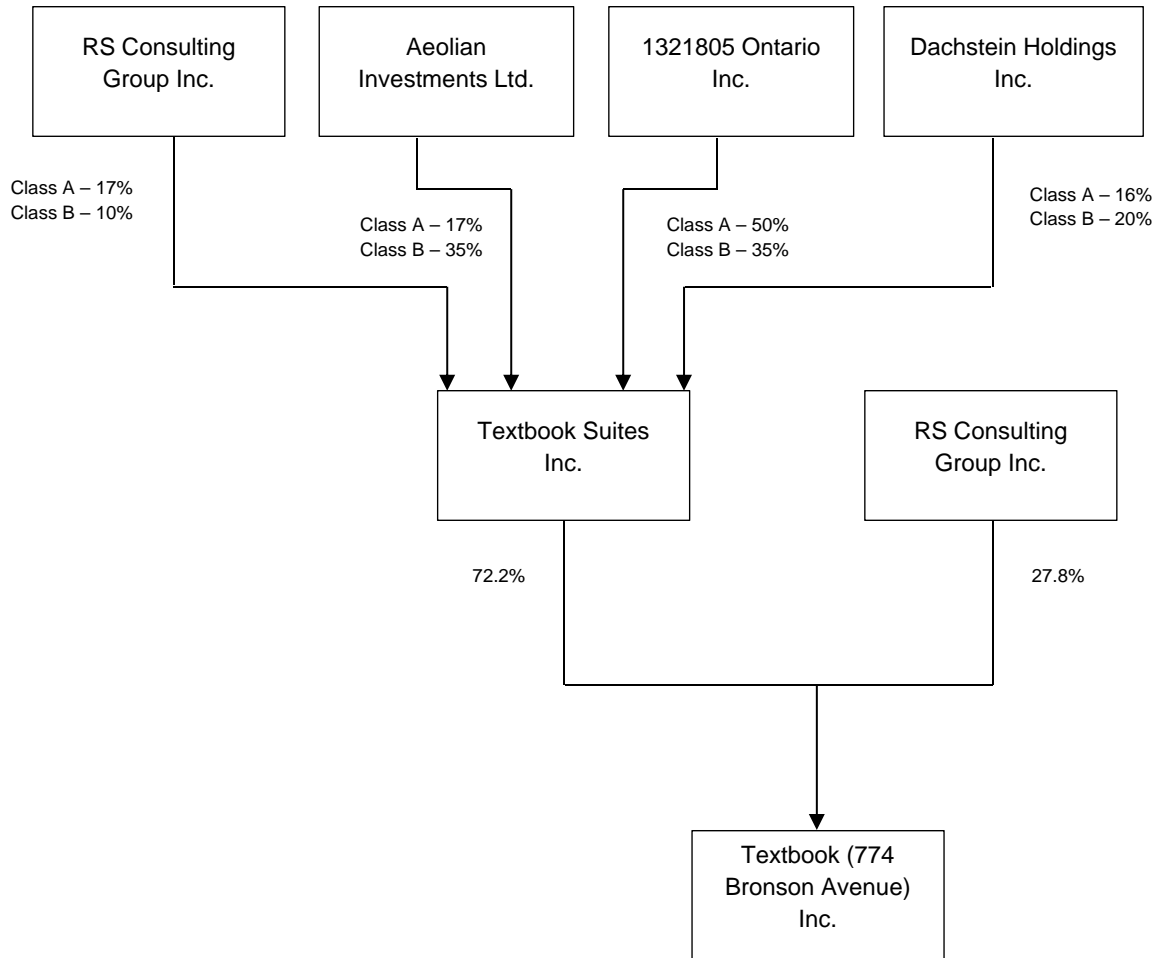 RS Consulting
Group Inc.
Aeolian
Investments Ltd.
1321805 Ontario
Inc.
Dachstein Holdings
Inc.
Class A – 17%
Class B – 10%
Class A – 17%
Class B – 35%
Class A – 50%
Class B – 35%
Class A – 16%
Class B – 20%
Textbook Suites
Inc.
RS Consulting
Group Inc.
72.2%
27.8%
Textbook (774
Bronson Avenue)
Inc.